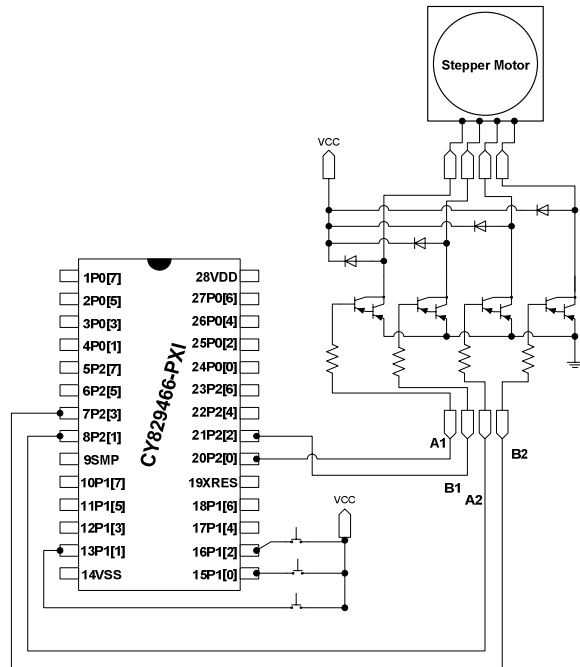 Stepper Motor
VCC
1P0[7]
28VDD
2P0[5]
27P0[6]
3P0[3]
26P0[4]
4P0[1]
25P0[2]
5P2[7]
24P0[0]
6P2[5]
23P2[6]
7P2[3]
22P2[4]
8P2[1]
21P2[2]
9SMP
20P2[0]
10P1[7]
19XRES
11P1[5]
18P1[6]
12P1[3]
17P1[4]
13P1[1]
16P1[2]
14VSS
15P1[0]
CY829466-PXI
A1
B1
A2
B2
VCC